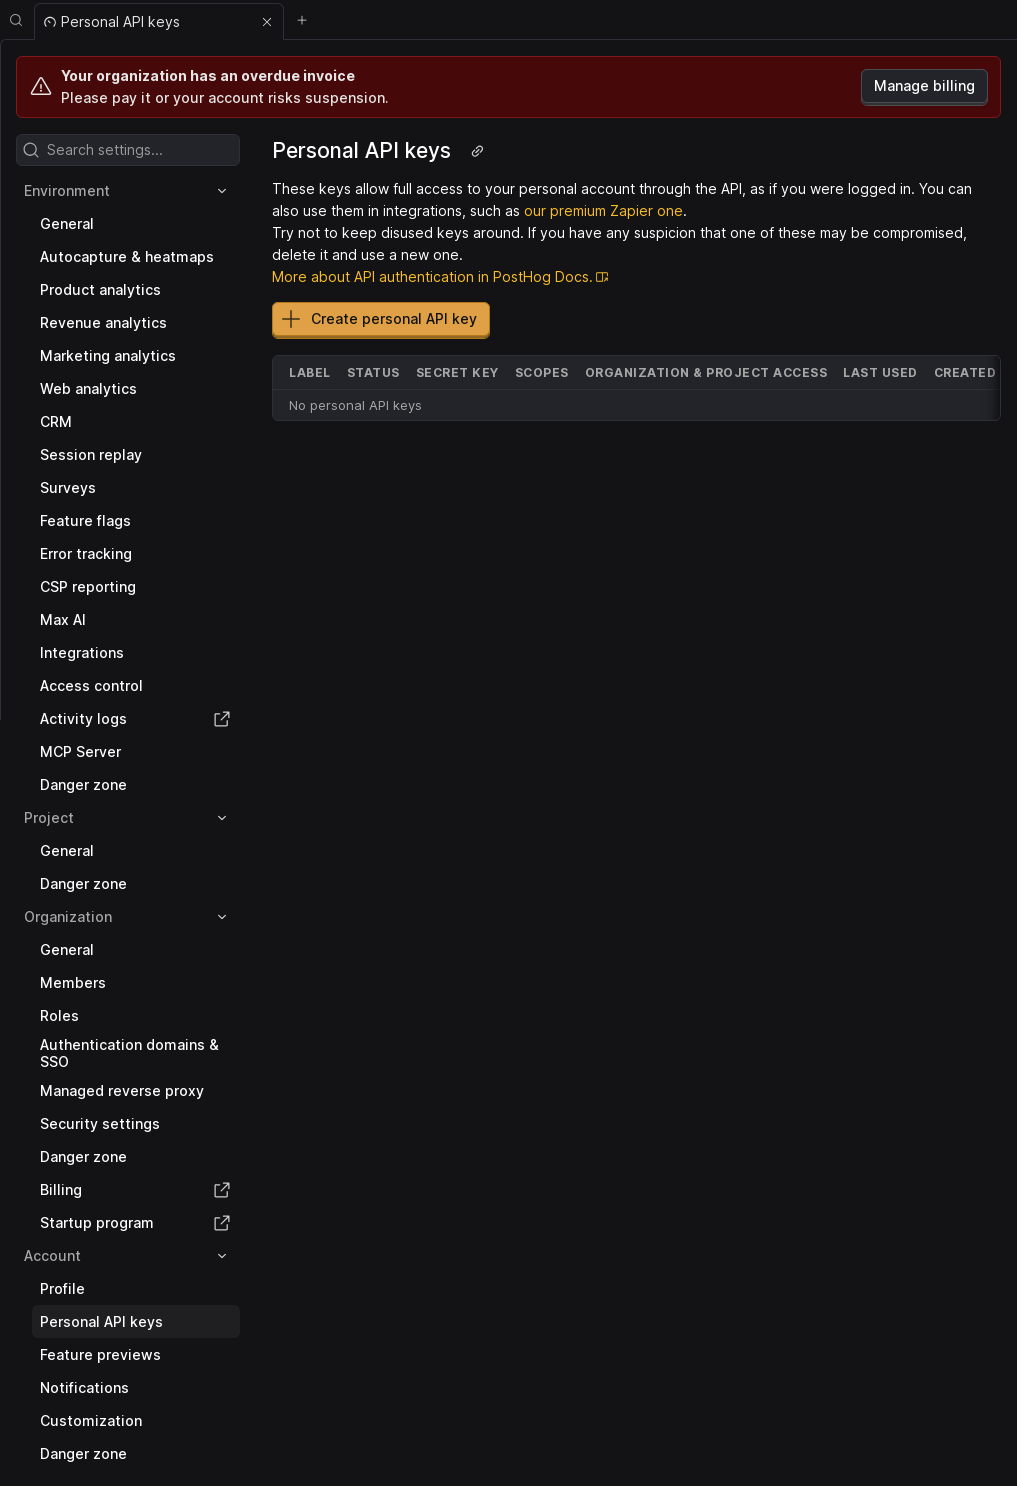 Personal API keys
Your organization has an overdue invoice
Please pay it or your account risks suspension.
Manage billing
Search settings...
Environment
General
Autocapture & heatmaps
Product analytics
Revenue analytics
Marketing analytics
Web analytics
CRM
Session replay
Surveys
Feature flags
Error tracking
CSP reporting
Max AI
Integrations
Access control
Activity logs
MCP Server
Danger zone
Project
General
Danger zone
Organization
General
Members
Roles
Authentication domains &
SSO
Managed reverse proxy
Security settings
Danger zone
Billing
Startup program
Account
Profile
Personal API keys
Feature previews
Notifications
Customization
Danger zone
Personal API keys
These keys allow full access to your personal account through the API, as if you were logged in. You can
also use them in integrations, such as our premium Zapier one.
Try not to keep disused keys around. If you have any suspicion that one of these may be compromised,
delete it and use a new one.
More about API authentication in PostHog Docs.
Create personal API key
LABEL STATUS SECRET KEY SCOPES ORGANIZATION & PROJECT ACCESS LAST USED CREATED
No personal API keys